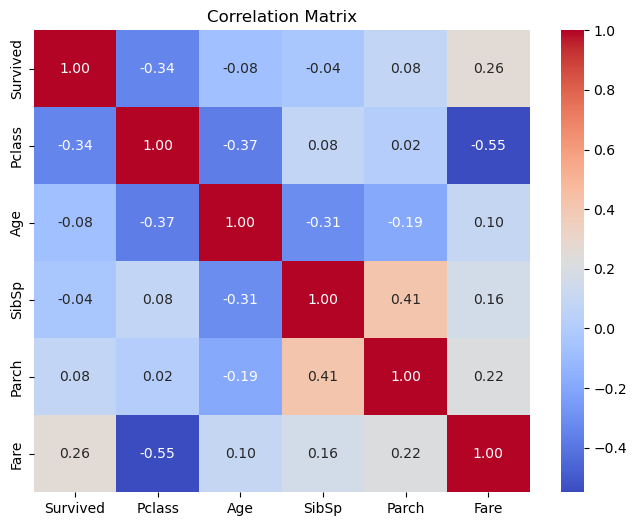 Correlation Matrix
Survived 1.00 -0.34 -0.08 -0.04 0.08 0.26
Pclass -0.34 1.00 -0.37 0.08 0.02 -0.55
Age -0.08 -0.37 1.00 -0.31 -0.19 0.10
SibSp -0.04 0.08 -0.31 1.00 0.41 0.16
Parch 0.08 0.02 -0.19 0.41 1.00 0.22
Fare 0.26 -0.55 0.10 0.16 0.22 1.00
Survived Pclass Age SibSp Parch Fare
1.0
0.8
0.6
0.4
0.2
0.0
−0.2
−0.4